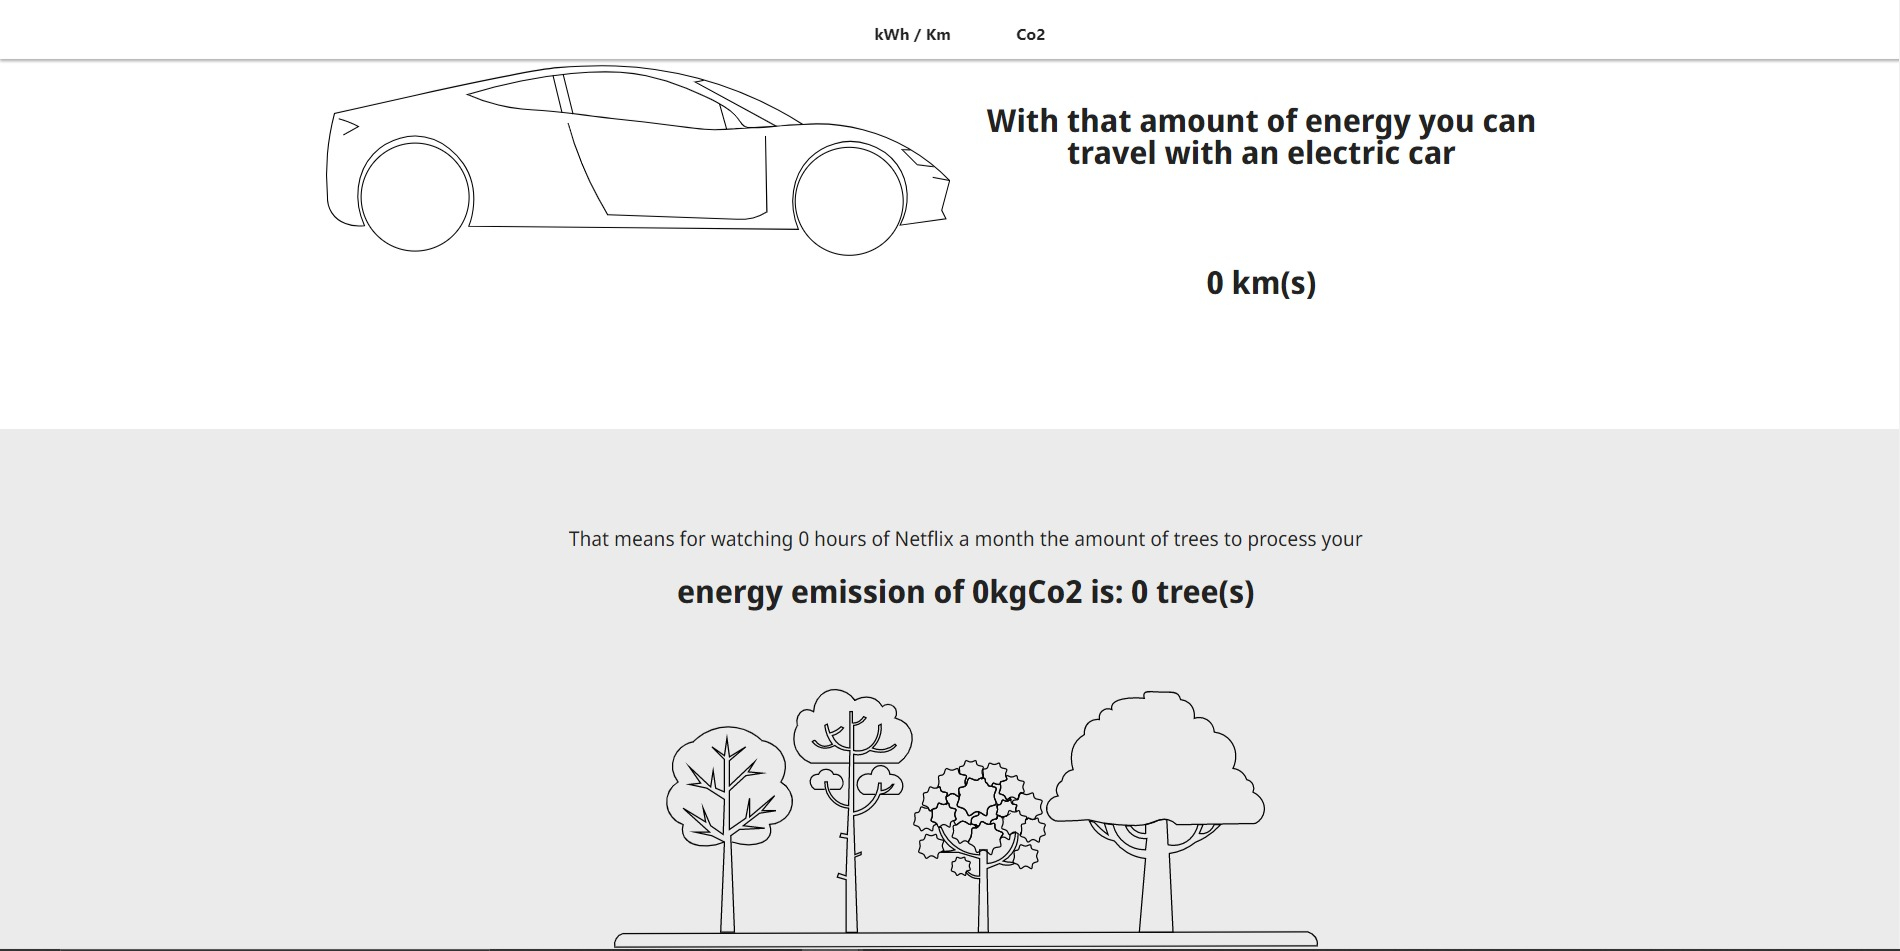 kWh / Km Co2
With that amount of energy you can
travel with an electric car
0 km(s)
That means for watching 0 hours of Netflix a month the amount of trees to process your
energy emission of 0kgCo2 is: 0 tree(s)